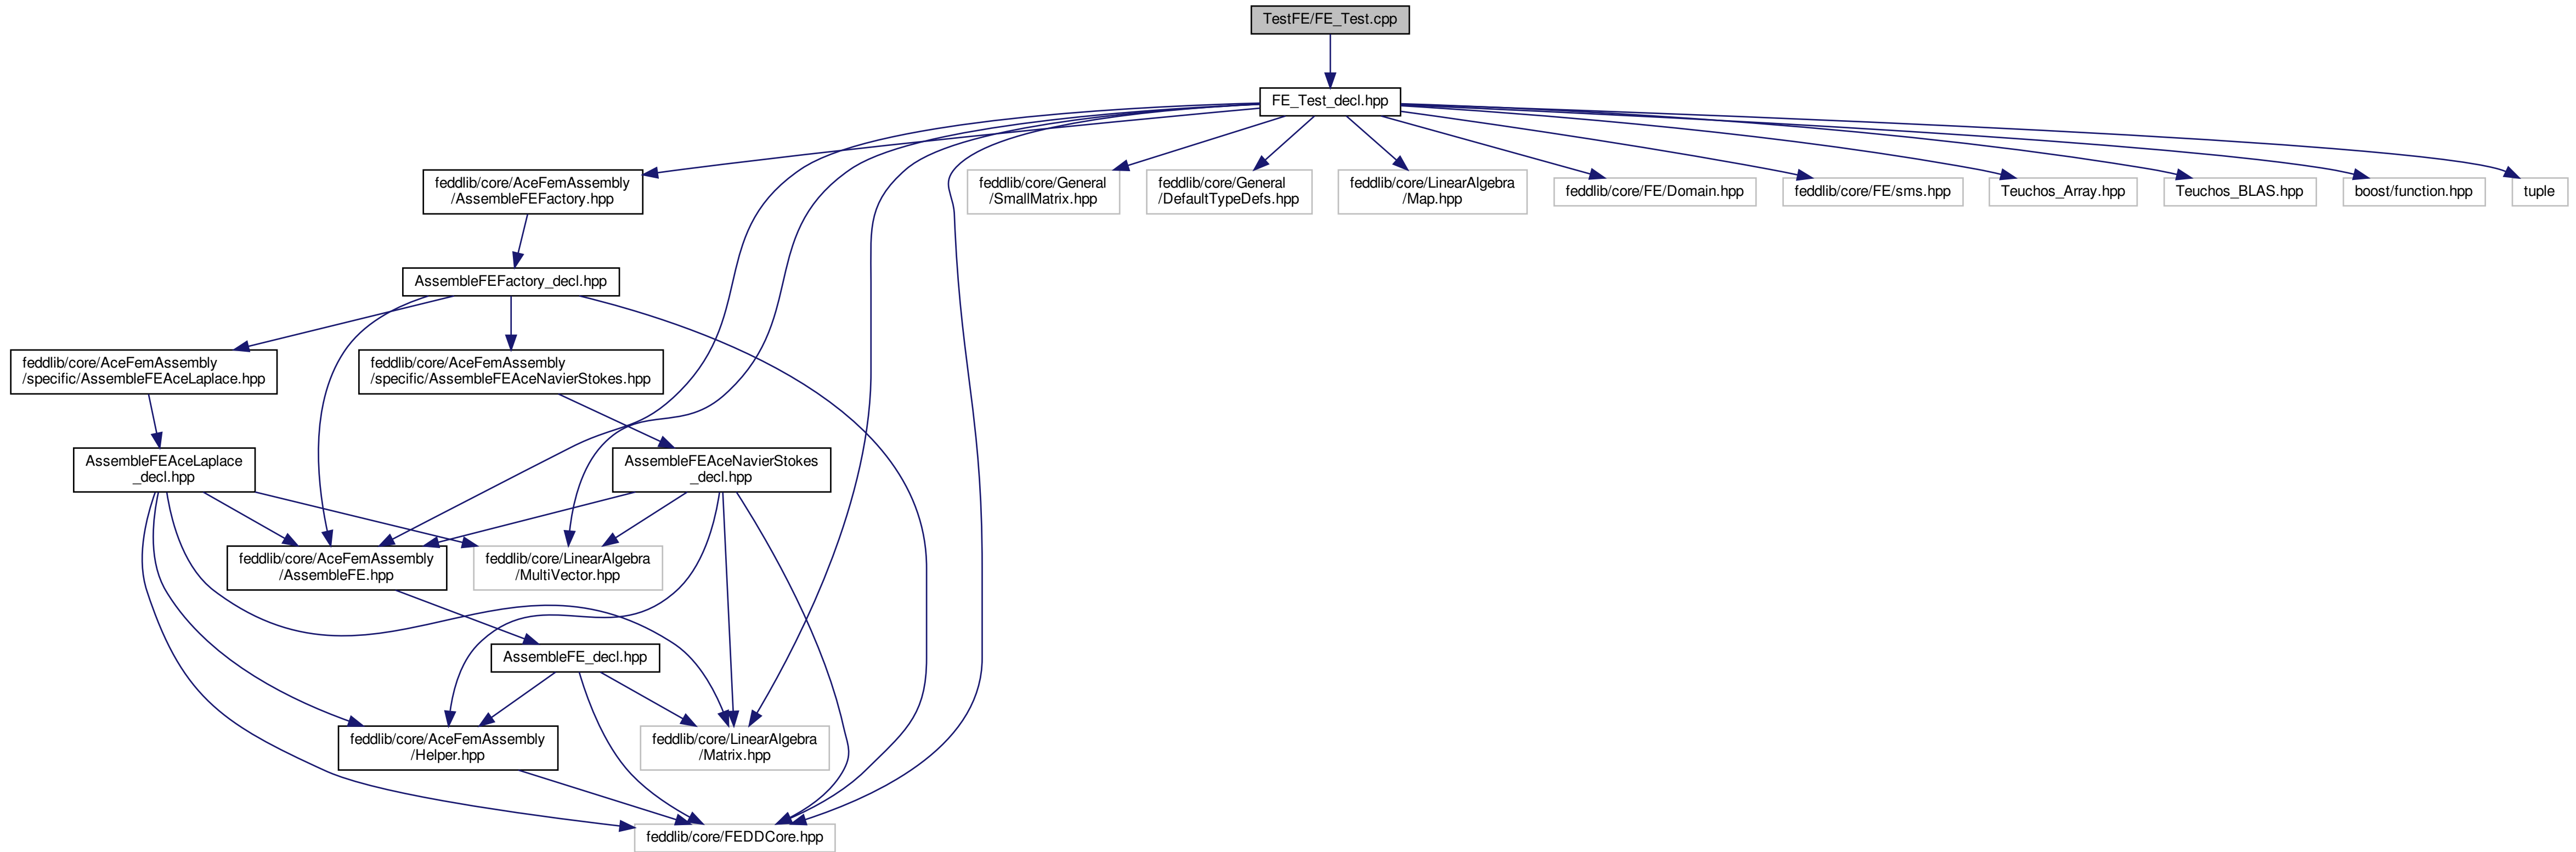 TestFE/FE_Test.cpp
FE_Test_decl.hpp
feddlib/core/AceFemAssembly
/AssembleFEFactory.hpp
feddlib/core/General
/SmallMatrix.hpp
feddlib/core/General
/DefaultTypeDefs.hpp
feddlib/core/LinearAlgebra
/Map.hpp
feddlib/core/FE/Domain.hpp
feddlib/core/FE/sms.hpp
Teuchos_Array.hpp
Teuchos_BLAS.hpp
boost/function.hpp
tuple
AssembleFEFactory_decl.hpp
feddlib/core/AceFemAssembly
/specific/AssembleFEAceLaplace.hpp
feddlib/core/AceFemAssembly
/specific/AssembleFEAceNavierStokes.hpp
AssembleFEAceLaplace
_decl.hpp
AssembleFEAceNavierStokes
_decl.hpp
feddlib/core/AceFemAssembly
/AssembleFE.hpp
feddlib/core/LinearAlgebra
/MultiVector.hpp
AssembleFE_decl.hpp
feddlib/core/AceFemAssembly
/Helper.hpp
feddlib/core/LinearAlgebra
/Matrix.hpp
feddlib/core/FEDDCore.hpp